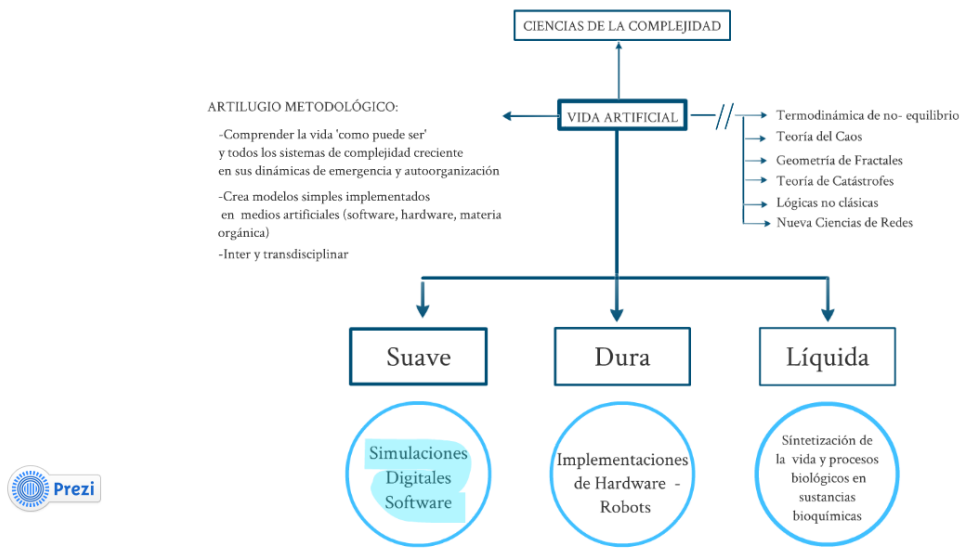 CIENCIAS DE LA COMPLEJIDAD
ARTILUGIO METODOLÓGICO:
-Comprender la vida 'como puede ser'
y todos los sistemas de complejidad creciente
en sus dinámicas de emergencia y autoorganización
-Crea modelos simples implementados
en medios artificiales (software, hardware, materia
orgánica)
-Inter y transdisciplinar
VIDA ARTIFICIAL
//
Termodinámica de no- equilibrio
Teoría del Caos
Geometría de Fractales
Teoría de Catástrofes
Lógicas no clásicas
Nueva Ciencias de Redes
Suave
Dura
Líquida
Simulaciones
Digitales
Software
Implementaciones
de Hardware -
Robots
Síntetización de
la vida y procesos
biológicos en
sustancias
bioquímicas
Prezi